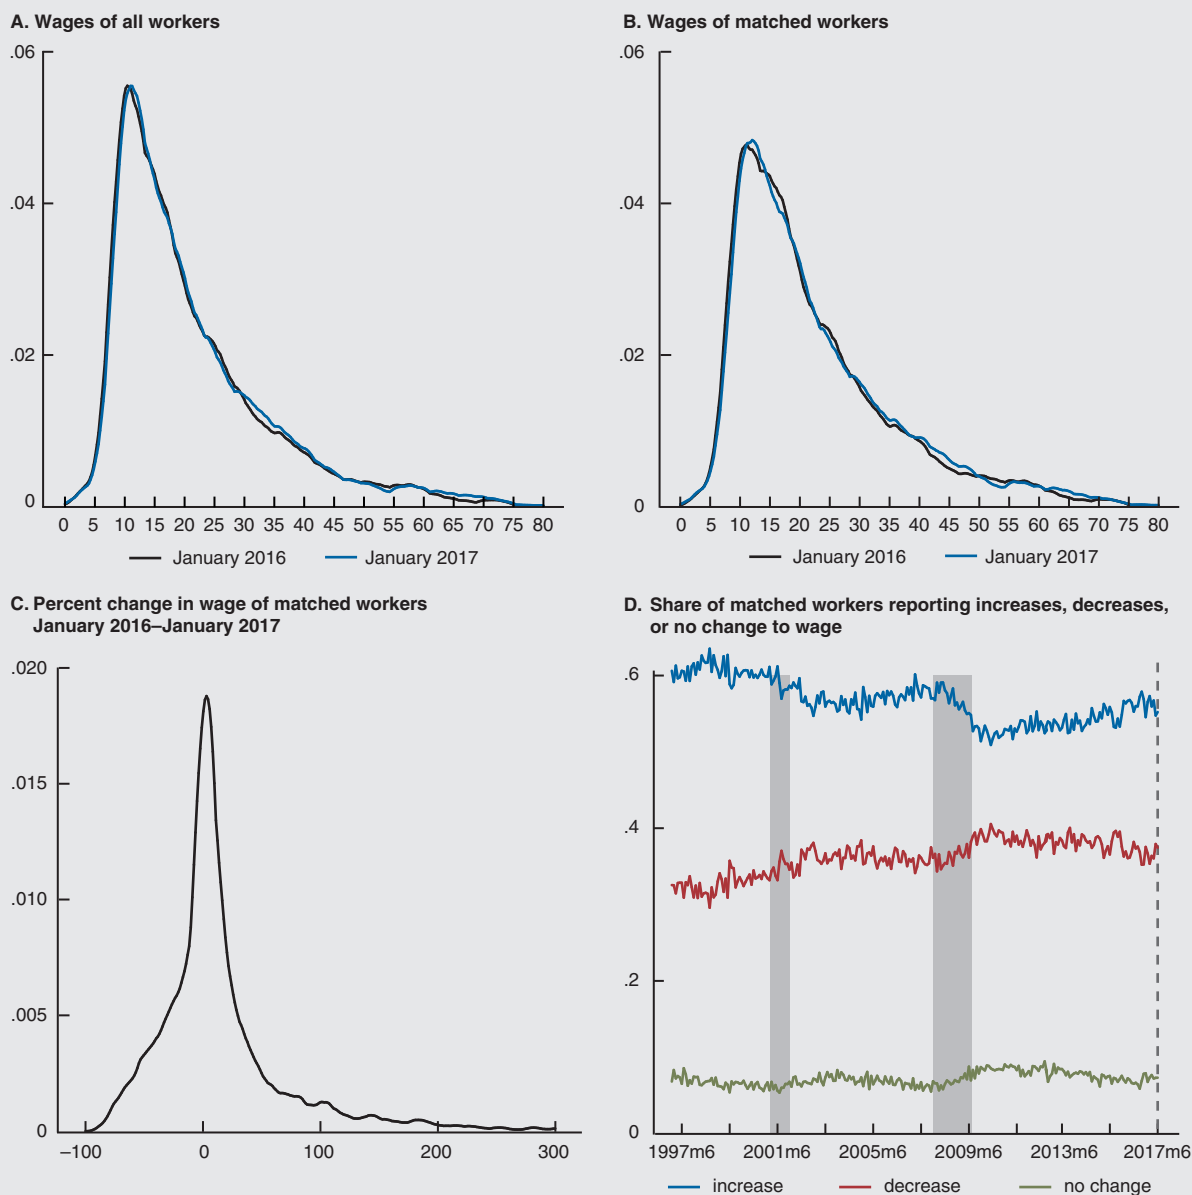 A. Wages of all workers
.06
.04
.02
0
0 5 10 15 20 25 30 35 40 45 50 55 60 65 70 75 80
January 2016 January 2017
B. Wages of matched workers
.06
.04
.02
0
0 5 10 15 20 25 30 35 40 45 50 55 60 65 70 75 80
January 2016 January 2017
C. Percent change in wage of matched workers
January 2016–January 2017
.020
.015
.010
.005
0
–100 0 100 200 300
D. Share of matched workers reporting increases, decreases,
or no change to wage
.6
.4
.2
0
1997m6 2001m6 2005m6 2009m6 2013m6 2017m6
increase decrease no change